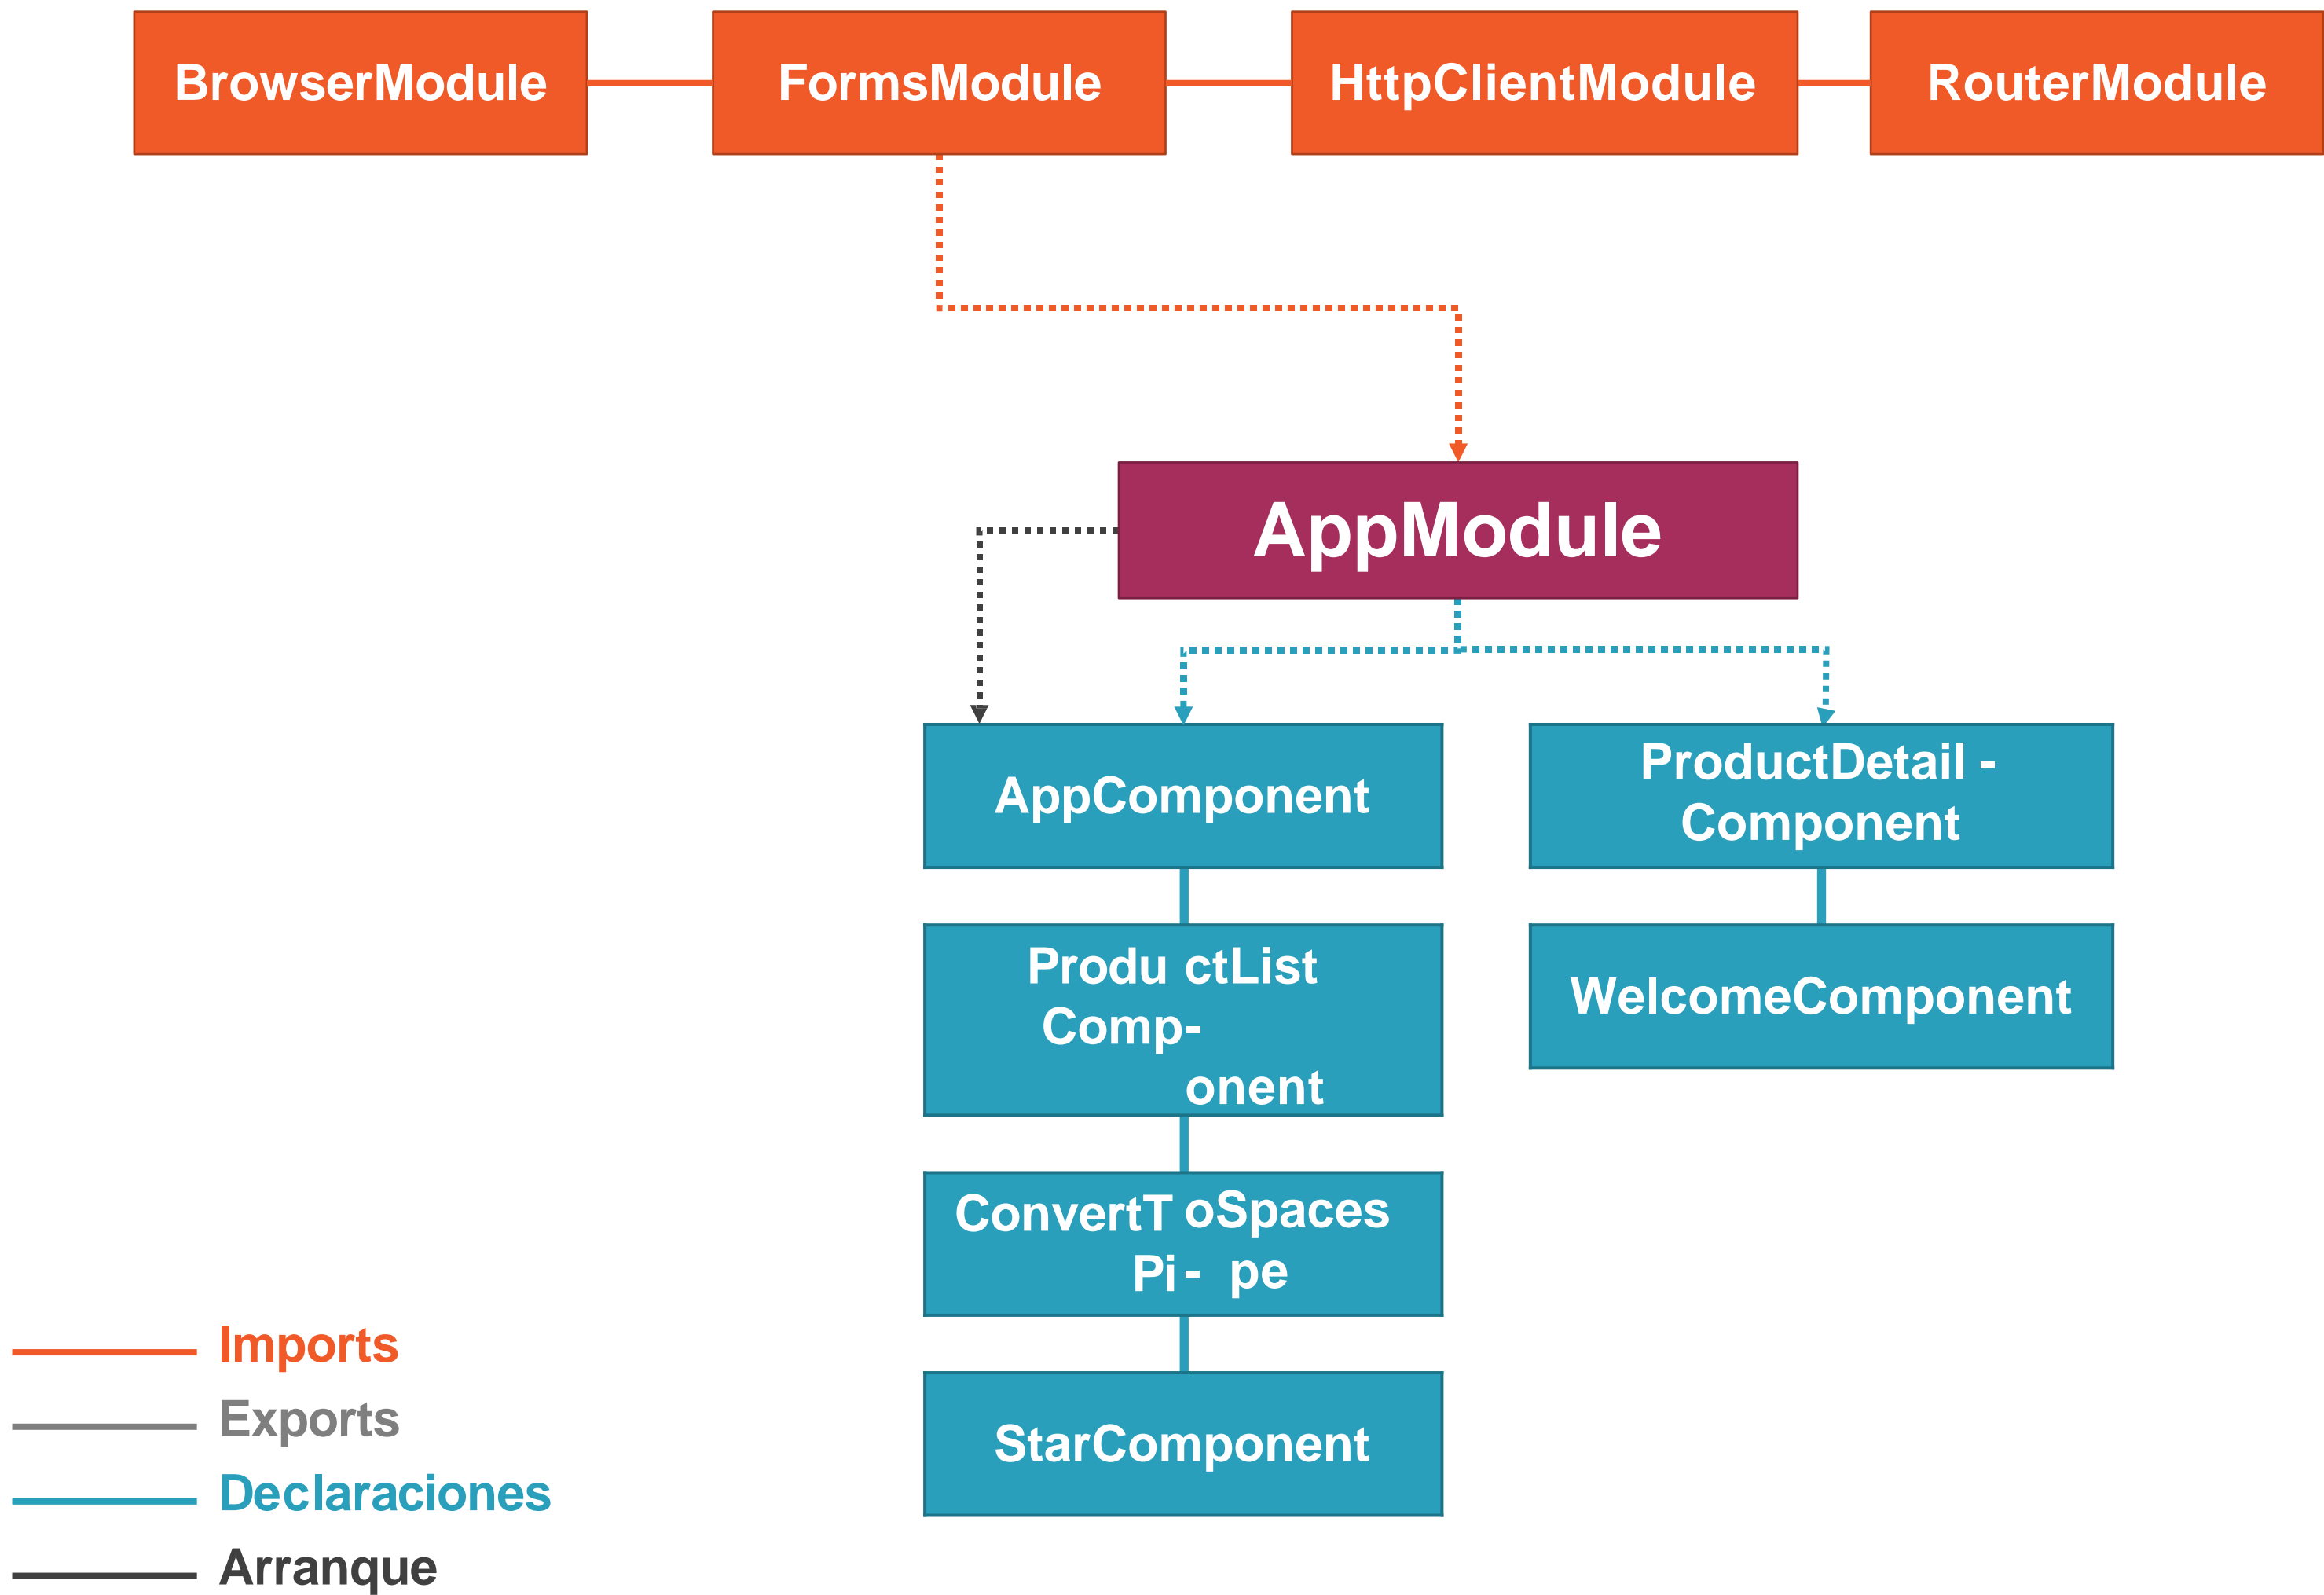 BrowserModule
FormsModule
HttpClientModule
RouterModule
AppModule
AppComponent
ProductDetail -
Component
Produ ctList
Comp-
onent
WelcomeComponent
ConvertT oSpaces
Pi - pe
StarComponent
Imports
Exports
Declaraciones
Arranque